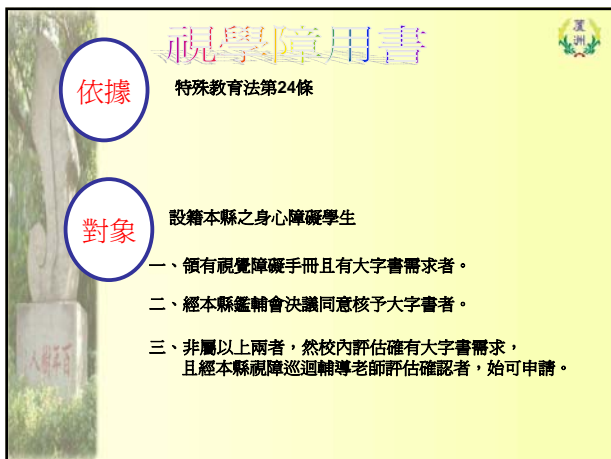 視學障用書
蘆洲
依據
特殊教育法第24條
對象
設籍本縣之身心障礙學生
一、領有視覺障礙手冊且有大字書需求者。
二、經本縣鑑輔會決議同意核予大字書者。
三、非屬以上兩者，然校內評估確有大字書需求，
且經本縣視障巡迴輔導老師評估確認者，始可申請。
百年樹人